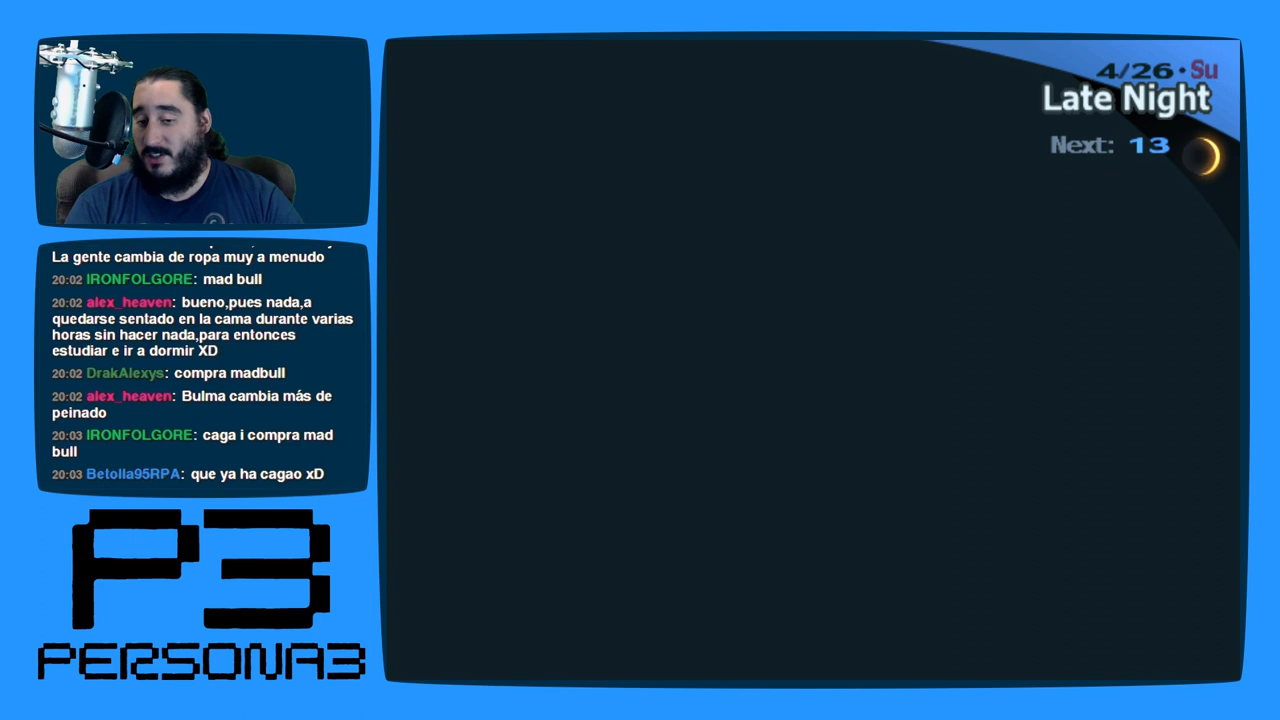 4/26·Su
Late Night
Next: 13
La gente cambia de ropa muy a menudo
20:02 IRONFOLGORE: mad bull
20:02 alex_heaven: bueno,pues nada,a
quedarse sentado en la cama durante varias
horas sin hacer nada,para entonces
estudiar e ir a dormir XD
20:02 DrakAlexys: compra madbull
20:02 alex_heaven: Bulma cambia más de
peinado
20:03 IRONFOLGORE: caga i compra mad
bull
20:03 Betolla95RPA: que ya ha cagao xD
P3
PERSONA3